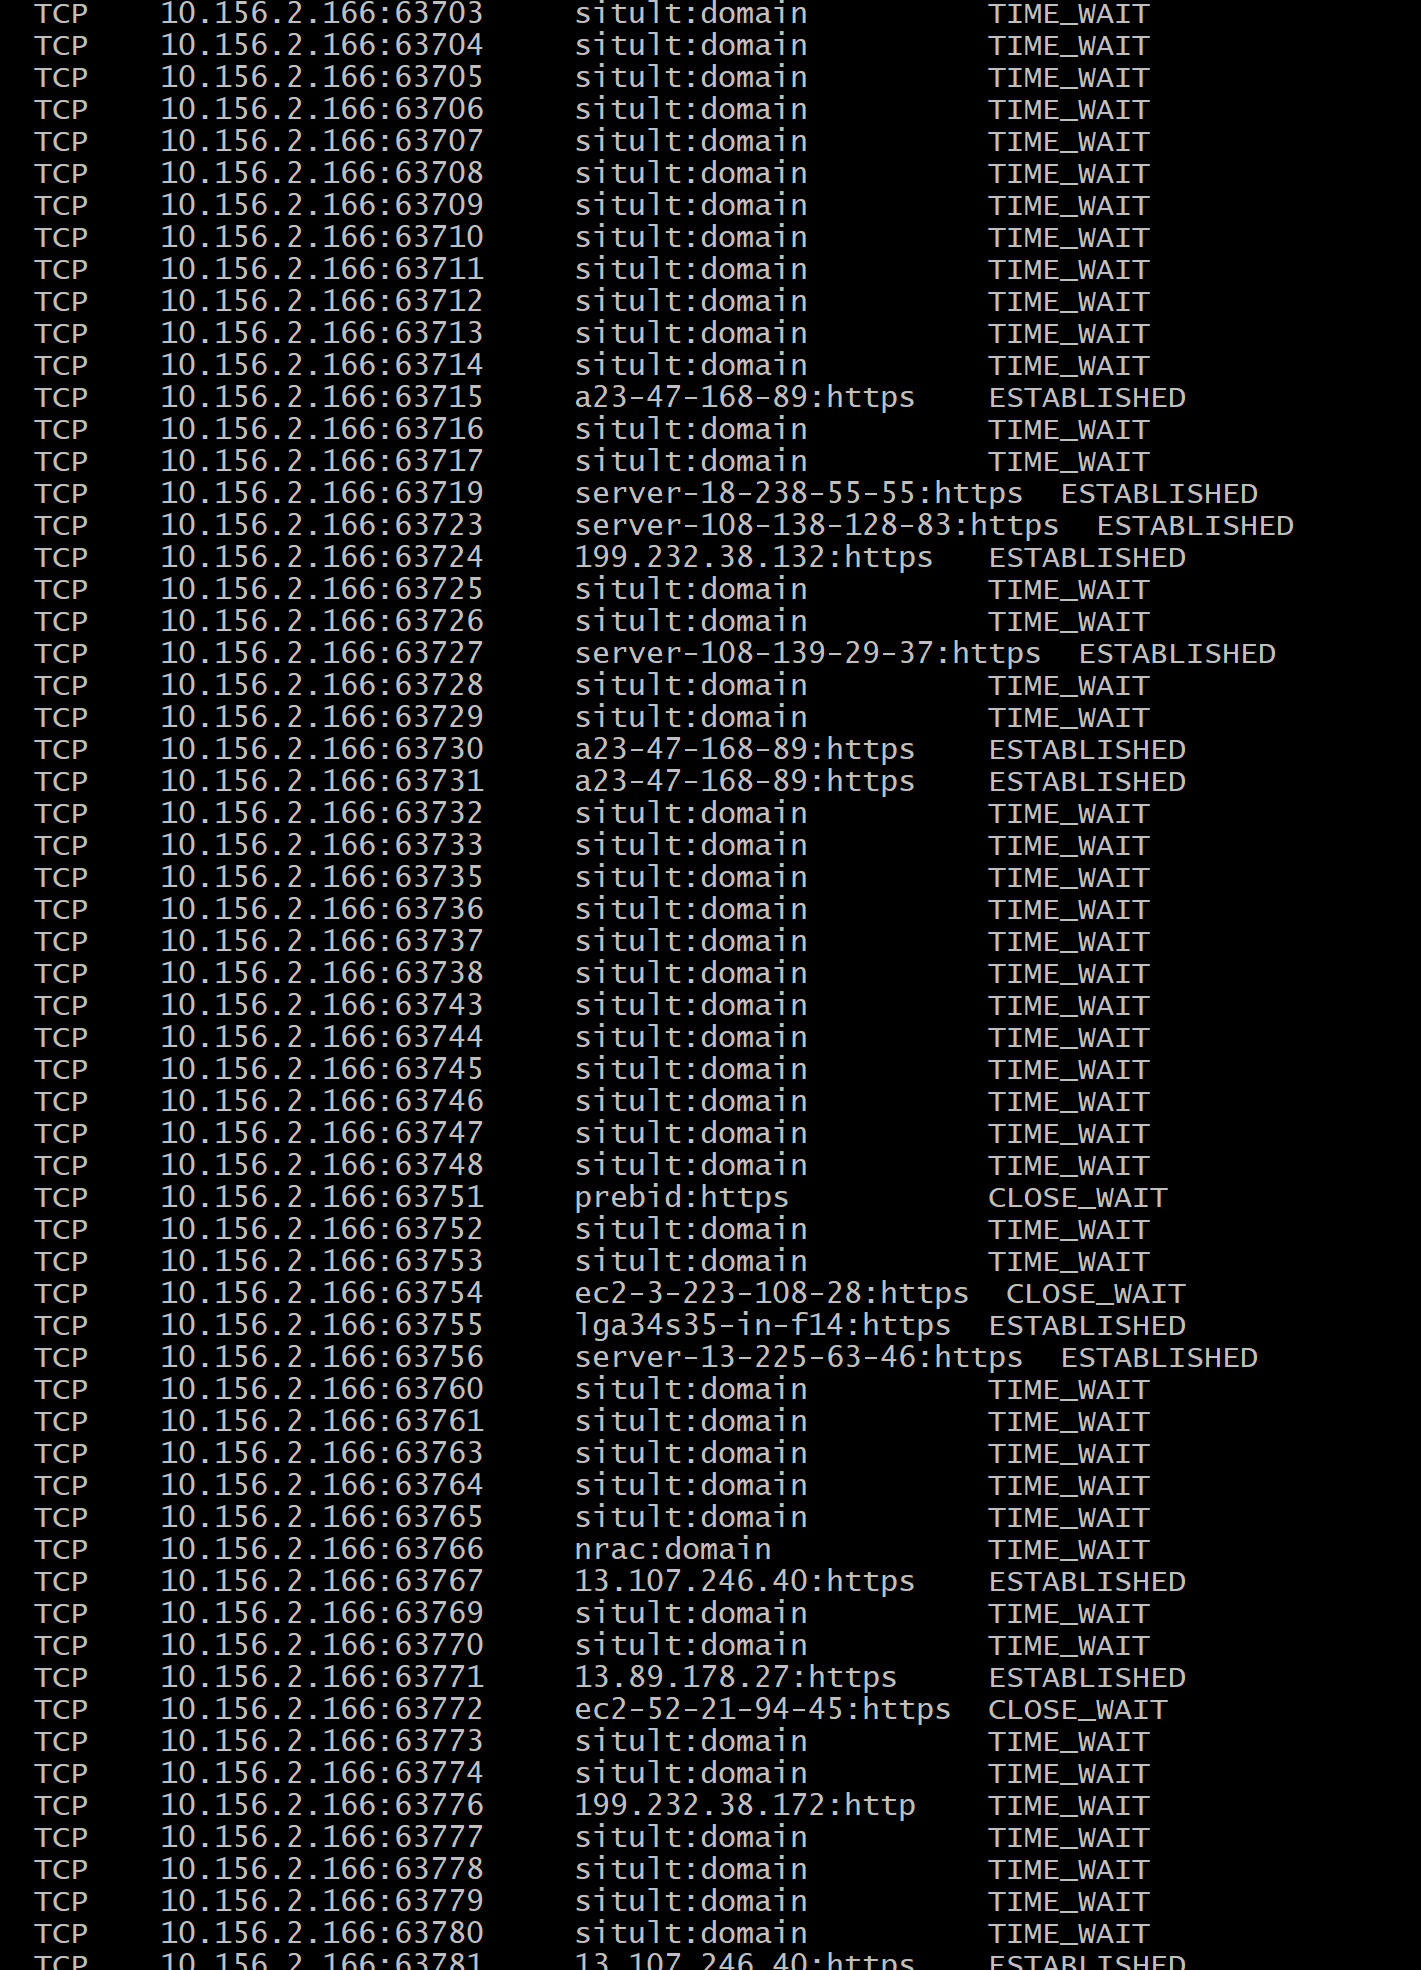 TCP 10.156.2.166:63703 sitult:domain TIME_WAIT
TCP 10.156.2.166:63704 sitult:domain TIME_WAIT
TCP 10.156.2.166:63705 sitult:domain TIME_WAIT
TCP 10.156.2.166:63706 sitult:domain TIME_WAIT
TCP 10.156.2.166:63707 sitult:domain TIME_WAIT
TCP 10.156.2.166:63708 sitult:domain TIME_WAIT
TCP 10.156.2.166:63709 sitult:domain TIME_WAIT
TCP 10.156.2.166:63710 sitult:domain TIME_WAIT
TCP 10.156.2.166:63711 sitult:domain TIME_WAIT
TCP 10.156.2.166:63712 sitult:domain TIME_WAIT
TCP 10.156.2.166:63713 sitult:domain TIME_WAIT
TCP 10.156.2.166:63714 sitult:domain TIME_WAIT
TCP 10.156.2.166:63715 a23-47-168-89:https ESTABLISHED
TCP 10.156.2.166:63716 sitult:domain TIME_WAIT
TCP 10.156.2.166:63717 sitult:domain TIME_WAIT
TCP 10.156.2.166:63719 server-18-238-55-55:https ESTABLISHED
TCP 10.156.2.166:63723 server-108-138-128-83:https ESTABLISHED
TCP 10.156.2.166:63724 199.232.38.132:https ESTABLISHED
TCP 10.156.2.166:63725 sitult:domain TIME_WAIT
TCP 10.156.2.166:63726 sitult:domain TIME_WAIT
TCP 10.156.2.166:63727 server-108-139-29-37:https ESTABLISHED
TCP 10.156.2.166:63728 sitult:domain TIME_WAIT
TCP 10.156.2.166:63729 sitult:domain TIME_WAIT
TCP 10.156.2.166:63730 a23-47-168-89:https ESTABLISHED
TCP 10.156.2.166:63731 a23-47-168-89:https ESTABLISHED
TCP 10.156.2.166:63732 sitult:domain TIME_WAIT
TCP 10.156.2.166:63733 sitult:domain TIME_WAIT
TCP 10.156.2.166:63735 sitult:domain TIME_WAIT
TCP 10.156.2.166:63736 sitult:domain TIME_WAIT
TCP 10.156.2.166:63737 sitult:domain TIME_WAIT
TCP 10.156.2.166:63738 sitult:domain TIME_WAIT
TCP 10.156.2.166:63743 sitult:domain TIME_WAIT
TCP 10.156.2.166:63744 sitult:domain TIME_WAIT
TCP 10.156.2.166:63745 sitult:domain TIME_WAIT
TCP 10.156.2.166:63746 sitult:domain TIME_WAIT
TCP 10.156.2.166:63747 sitult:domain TIME_WAIT
TCP 10.156.2.166:63748 sitult:domain TIME_WAIT
TCP 10.156.2.166:63751 prebid:https CLOSE_WAIT
TCP 10.156.2.166:63752 sitult:domain TIME_WAIT
TCP 10.156.2.166:63753 sitult:domain TIME_WAIT
TCP 10.156.2.166:63754 ec2-3-223-108-28:https CLOSE_WAIT
TCP 10.156.2.166:63755 lga34s35-in-f14:https ESTABLISHED
TCP 10.156.2.166:63756 server-13-225-63-46:https ESTABLISHED
TCP 10.156.2.166:63760 sitult:domain TIME_WAIT
TCP 10.156.2.166:63761 sitult:domain TIME_WAIT
TCP 10.156.2.166:63763 sitult:domain TIME_WAIT
TCP 10.156.2.166:63764 sitult:domain TIME_WAIT
TCP 10.156.2.166:63765 sitult:domain TIME_WAIT
TCP 10.156.2.166:63766 nrac:domain TIME_WAIT
TCP 10.156.2.166:63767 13.107.246.40:https ESTABLISHED
TCP 10.156.2.166:63769 sitult:domain TIME_WAIT
TCP 10.156.2.166:63770 sitult:domain TIME_WAIT
TCP 10.156.2.166:63771 13.89.178.27:https ESTABLISHED
TCP 10.156.2.166:63772 ec2-52-21-94-45:https CLOSE_WAIT
TCP 10.156.2.166:63773 sitult:domain TIME_WAIT
TCP 10.156.2.166:63774 sitult:domain TIME_WAIT
TCP 10.156.2.166:63776 199.232.38.172:http TIME_WAIT
TCP 10.156.2.166:63777 sitult:domain TIME_WAIT
TCP 10.156.2.166:63778 sitult:domain TIME_WAIT
TCP 10.156.2.166:63779 sitult:domain TIME_WAIT
TCP 10.156.2.166:63780 sitult:domain TIME_WAIT
TCP 10.156.2.166:63781 13.107.246.40:https ESTABLISHED